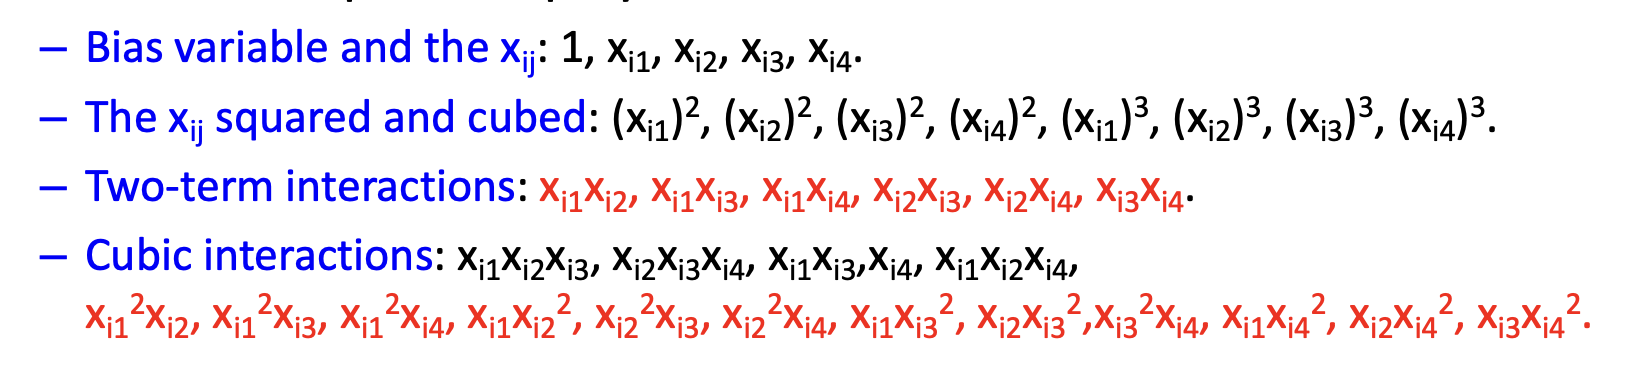 – Bias variable and the xᵢⱼ: 1, xᵢ₁, xᵢ₂, xᵢ₃, xᵢ₄.
– The xᵢⱼ squared and cubed: (xᵢ₁)², (xᵢ₂)², (xᵢ₃)², (xᵢ₄)², (xᵢ₁)³, (xᵢ₂)³, (xᵢ₃)³, (xᵢ₄)³.
– Two-term interactions: xᵢ₁xᵢ₂, xᵢ₁xᵢ₃, xᵢ₁xᵢ₄, xᵢ₂xᵢ₃, xᵢ₂xᵢ₄, xᵢ₃xᵢ₄.
– Cubic interactions: xᵢ₁xᵢ₂xᵢ₃, xᵢ₂xᵢ₃xᵢ₄, xᵢ₁xᵢ₃,xᵢ₄, xᵢ₁xᵢ₂xᵢ₄,
xᵢ₁²xᵢ₂, xᵢ₁²xᵢ₃, xᵢ₁²xᵢ₄, xᵢ₁xᵢ₂², xᵢ₂²xᵢ₃, xᵢ₂²xᵢ₄, xᵢ₁xᵢ₃², xᵢ₂xᵢ₃²,xᵢ₃²xᵢ₄, xᵢ₁xᵢ₄², xᵢ₂xᵢ₄², xᵢ₃xᵢ₄².